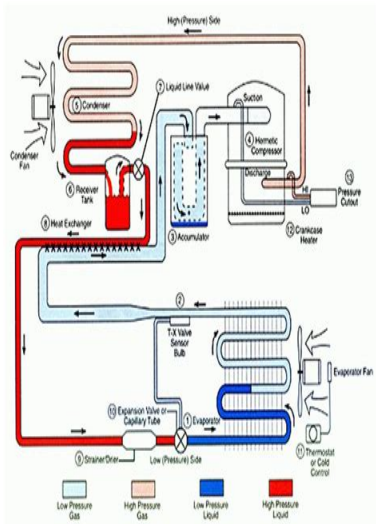 High (Pressure) Side
5 Condenser
7 Liquid Line Value
Suction
4 Hermetic
Compressor
Condenser
Fan
Discharge
13
Pressure
Cutout
HI
LO
6 Receiver
Tank
8 Heat Exchanger
3 Accumulator
12 Crankcase
Heater
2
T-X Valve
Sensor
Bulb
Evaporator Fan
10 Expansion Valve or
Capillary Tube
1 Evaporator
11 Thermostat
or Cold
Control
9 Strainer/Drier
Low (Pressure) Side
Low Pressure
Gas
High Pressure
Gas
Low Pressure
Liquid
High Pressure
Liquid